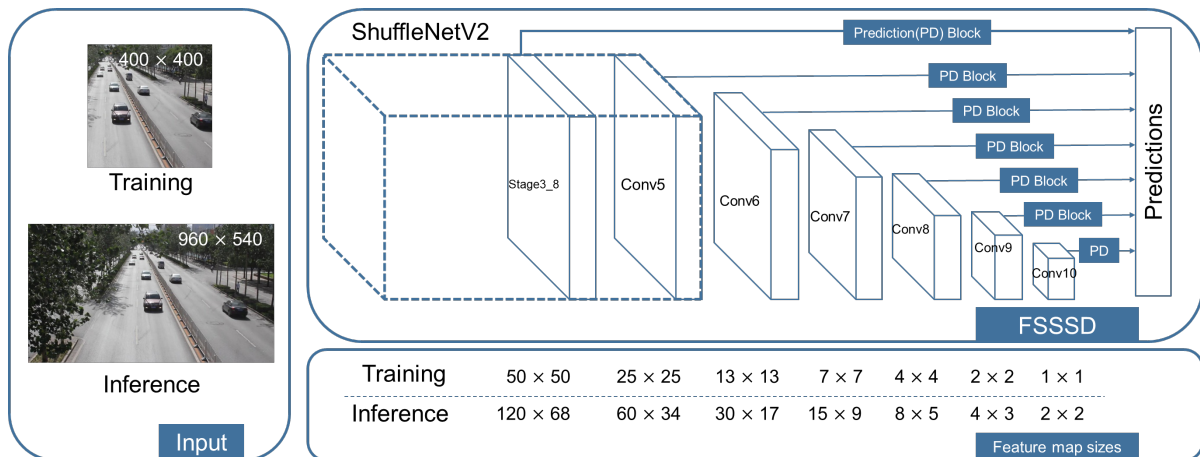 400 × 400
Training
960 × 540
Inference
Input
ShuffleNetV2
Prediction(PD) Block
PD Block
PD Block
PD Block
PD Block
PD Block
PD
Predictions
Stage3_8
Conv5
Conv6
Conv7
Conv8
Conv9
Conv10
FSSSD
Training 50 × 50 25 × 25 13 × 13 7 × 7 4 × 4 2 × 2 1 × 1
Inference 120 × 68 60 × 34 30 × 17 15 × 9 8 × 5 4 × 3 2 × 2
Feature map sizes